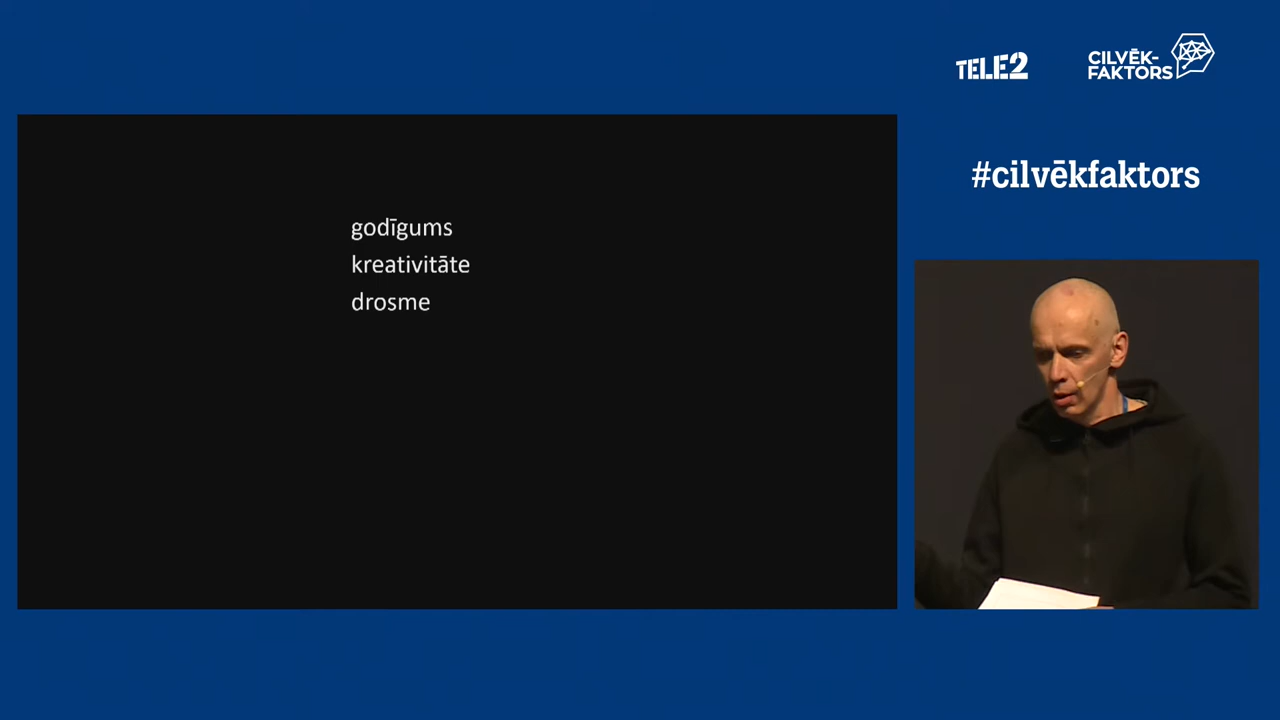 TELE2
CILVĒK-
FAKTORS
#cilvēkfaktors
godīgums
kreativitāte
drosme